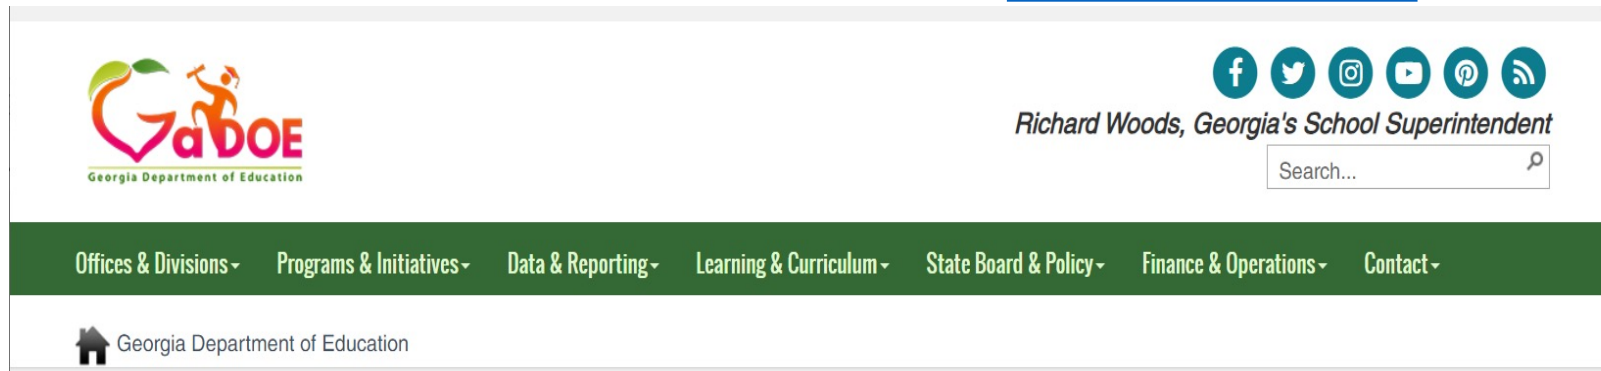 GaDOE
Georgia Department of Education
Richard Woods, Georgia's School Superintendent
Search...
Offices & Divisions Programs & Initiatives Data & Reporting Learning & Curriculum State Board & Policy Finance & Operations Contact
Georgia Department of Education